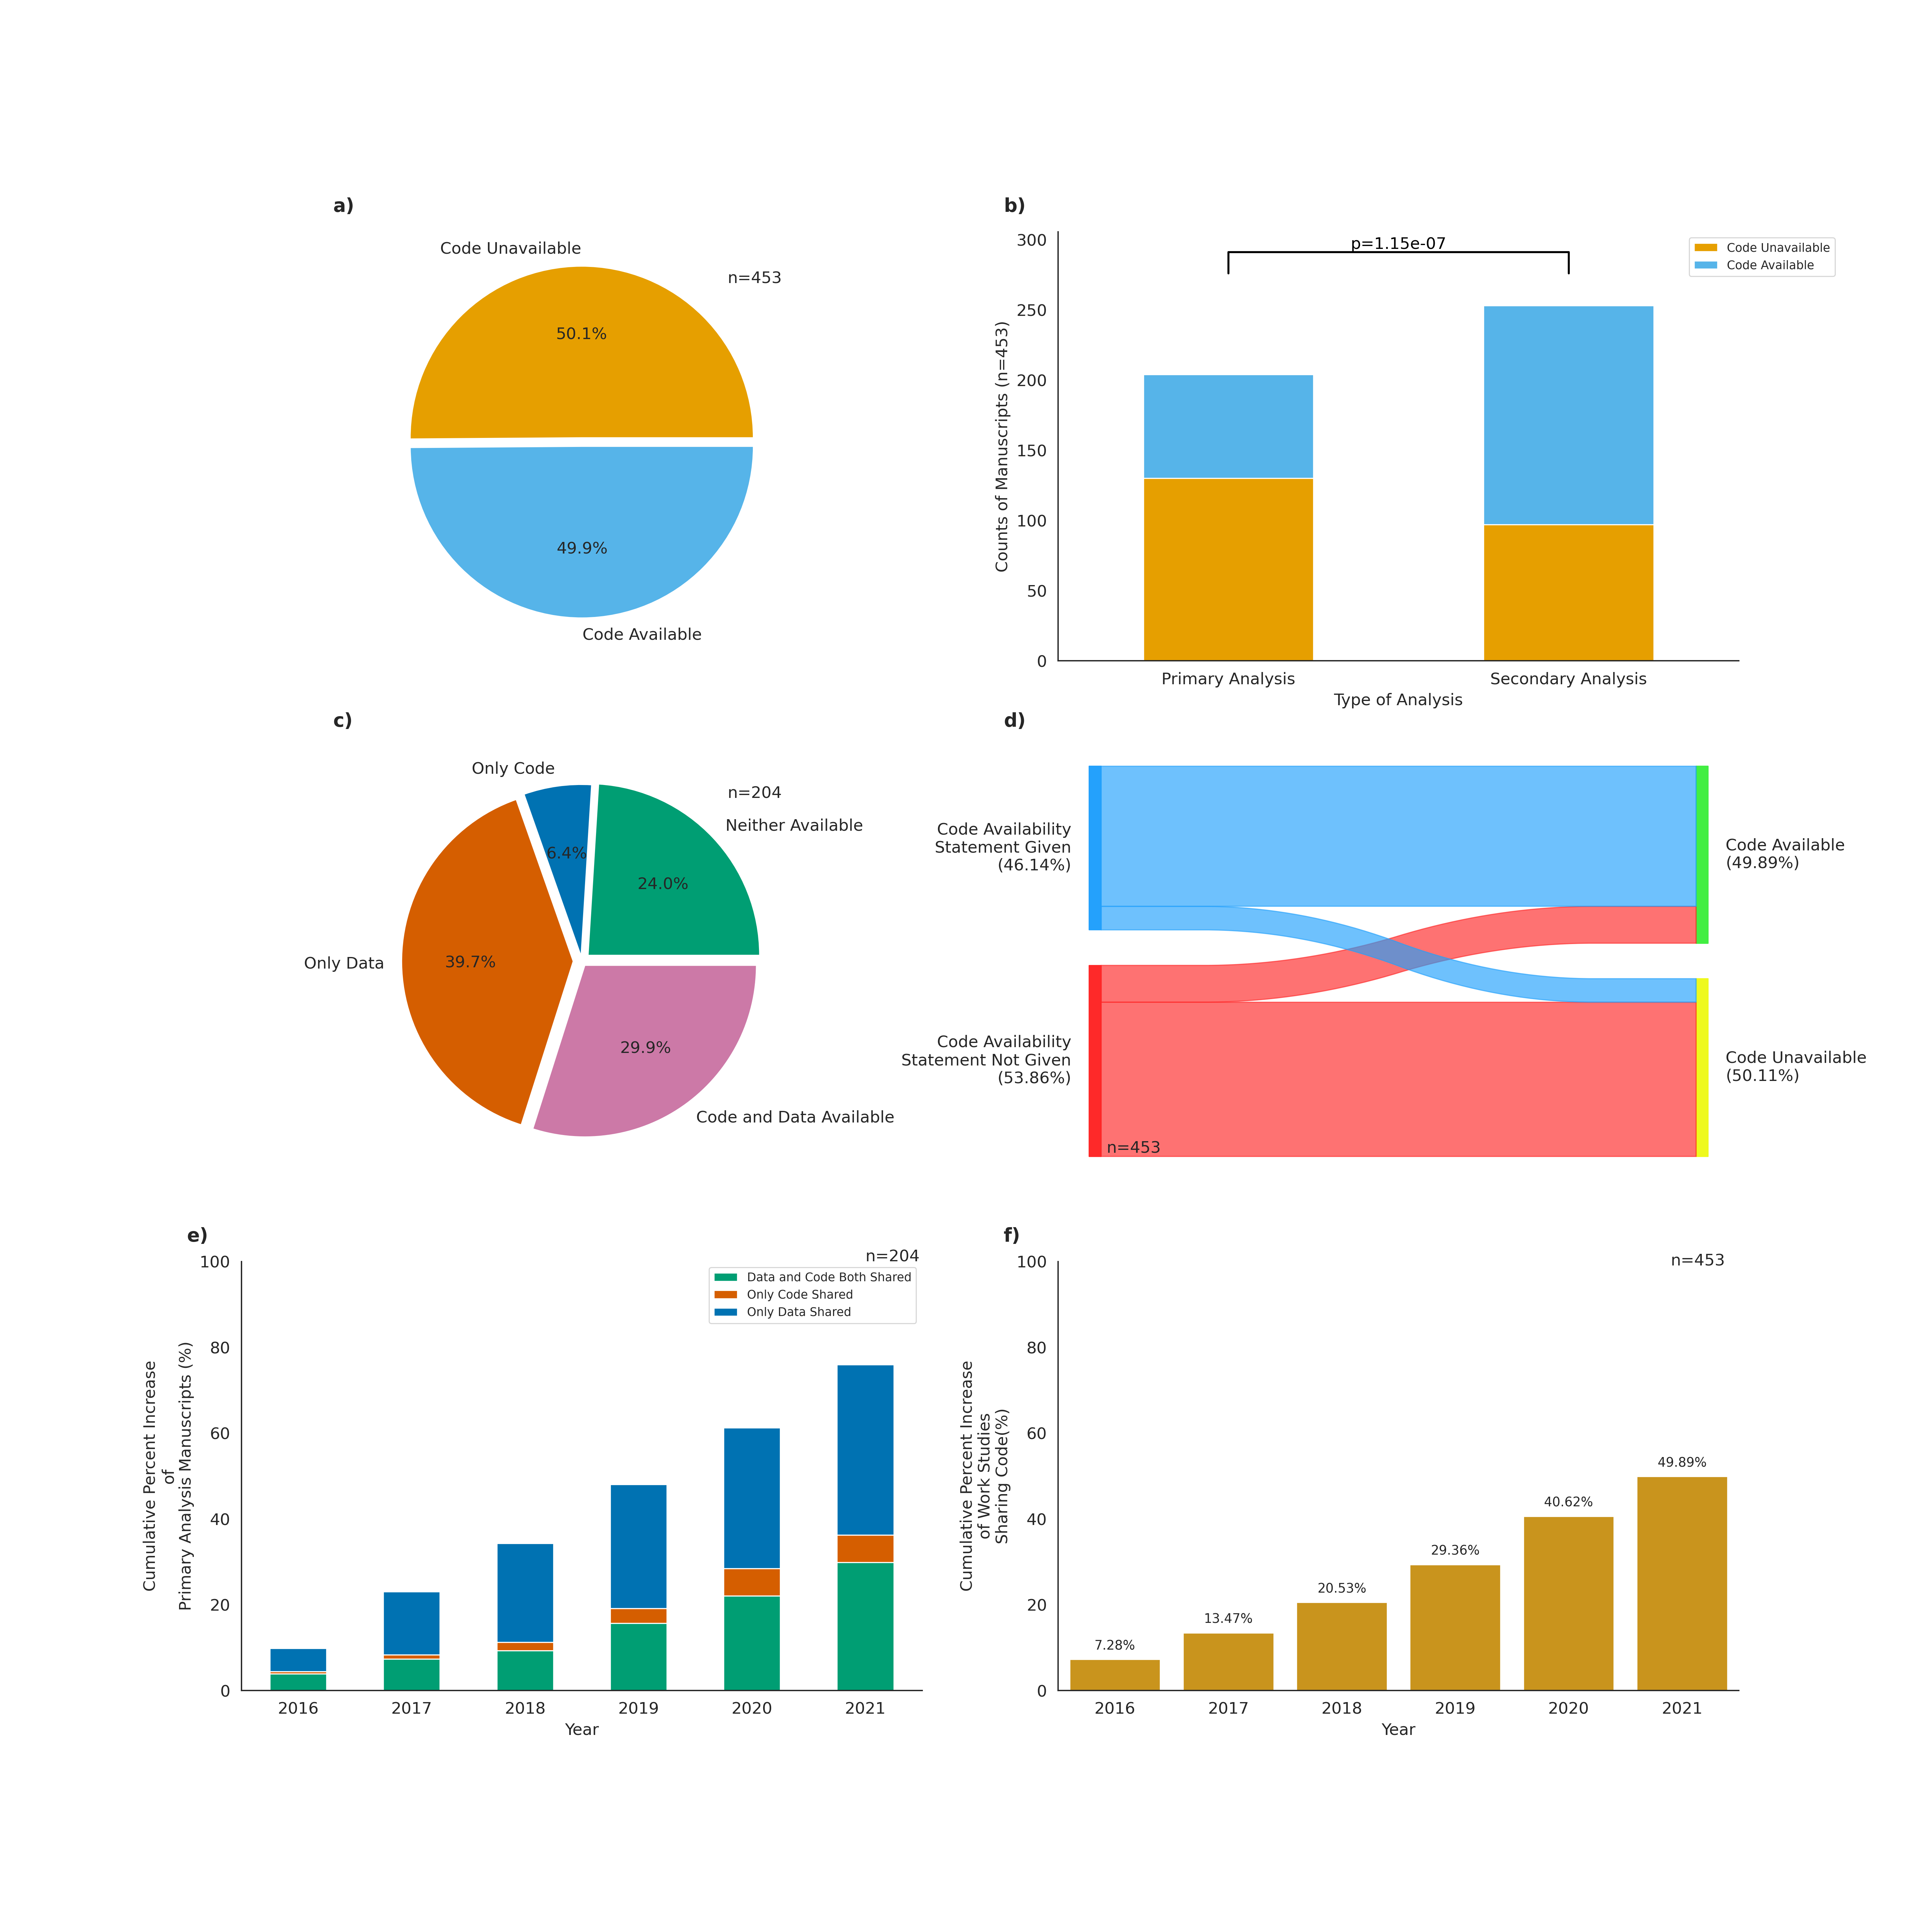 a)
Code Unavailable
n=453
50.1%
49.9%
Code Available
b)
p=1.15e-07
Code Unavailable
Code Available
300
250
200
150
100
50
0
Counts of Manuscripts (n=453)
Primary Analysis
Secondary Analysis
Type of Analysis
c)
Only Code
n=204
Neither Available
6.4%
24.0%
Only Data
39.7%
29.9%
Code and Data Available
d)
Code Availability
Statement Given
(46.14%)
Code Available
(49.89%)
Code Availability
Statement Not Given
(53.86%)
Code Unavailable
(50.11%)
n=453
e)
n=204
Data and Code Both Shared
Only Code Shared
Only Data Shared
100
80
60
40
20
0
Cumulative Percent Increase
of
Primary Analysis Manuscripts (%)
2016
2017
2018
2019
2020
2021
Year
f)
n=453
100
80
60
40
20
0
Cumulative Percent Increase
of Work Studies
Sharing Code(%)
7.28%
13.47%
20.53%
29.36%
40.62%
49.89%
2016
2017
2018
2019
2020
2021
Year